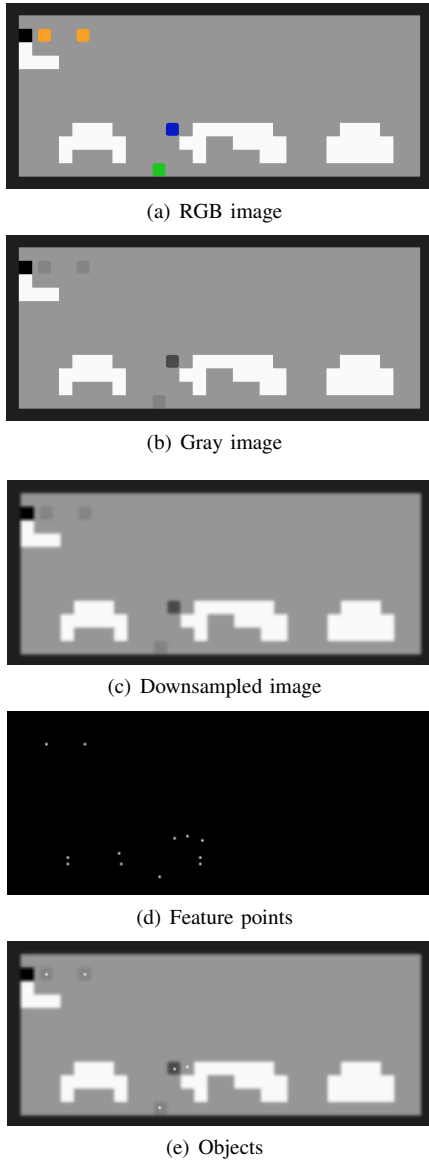 (a) RGB image
(b) Gray image
(c) Downsampled image
(d) Feature points
(e) Objects